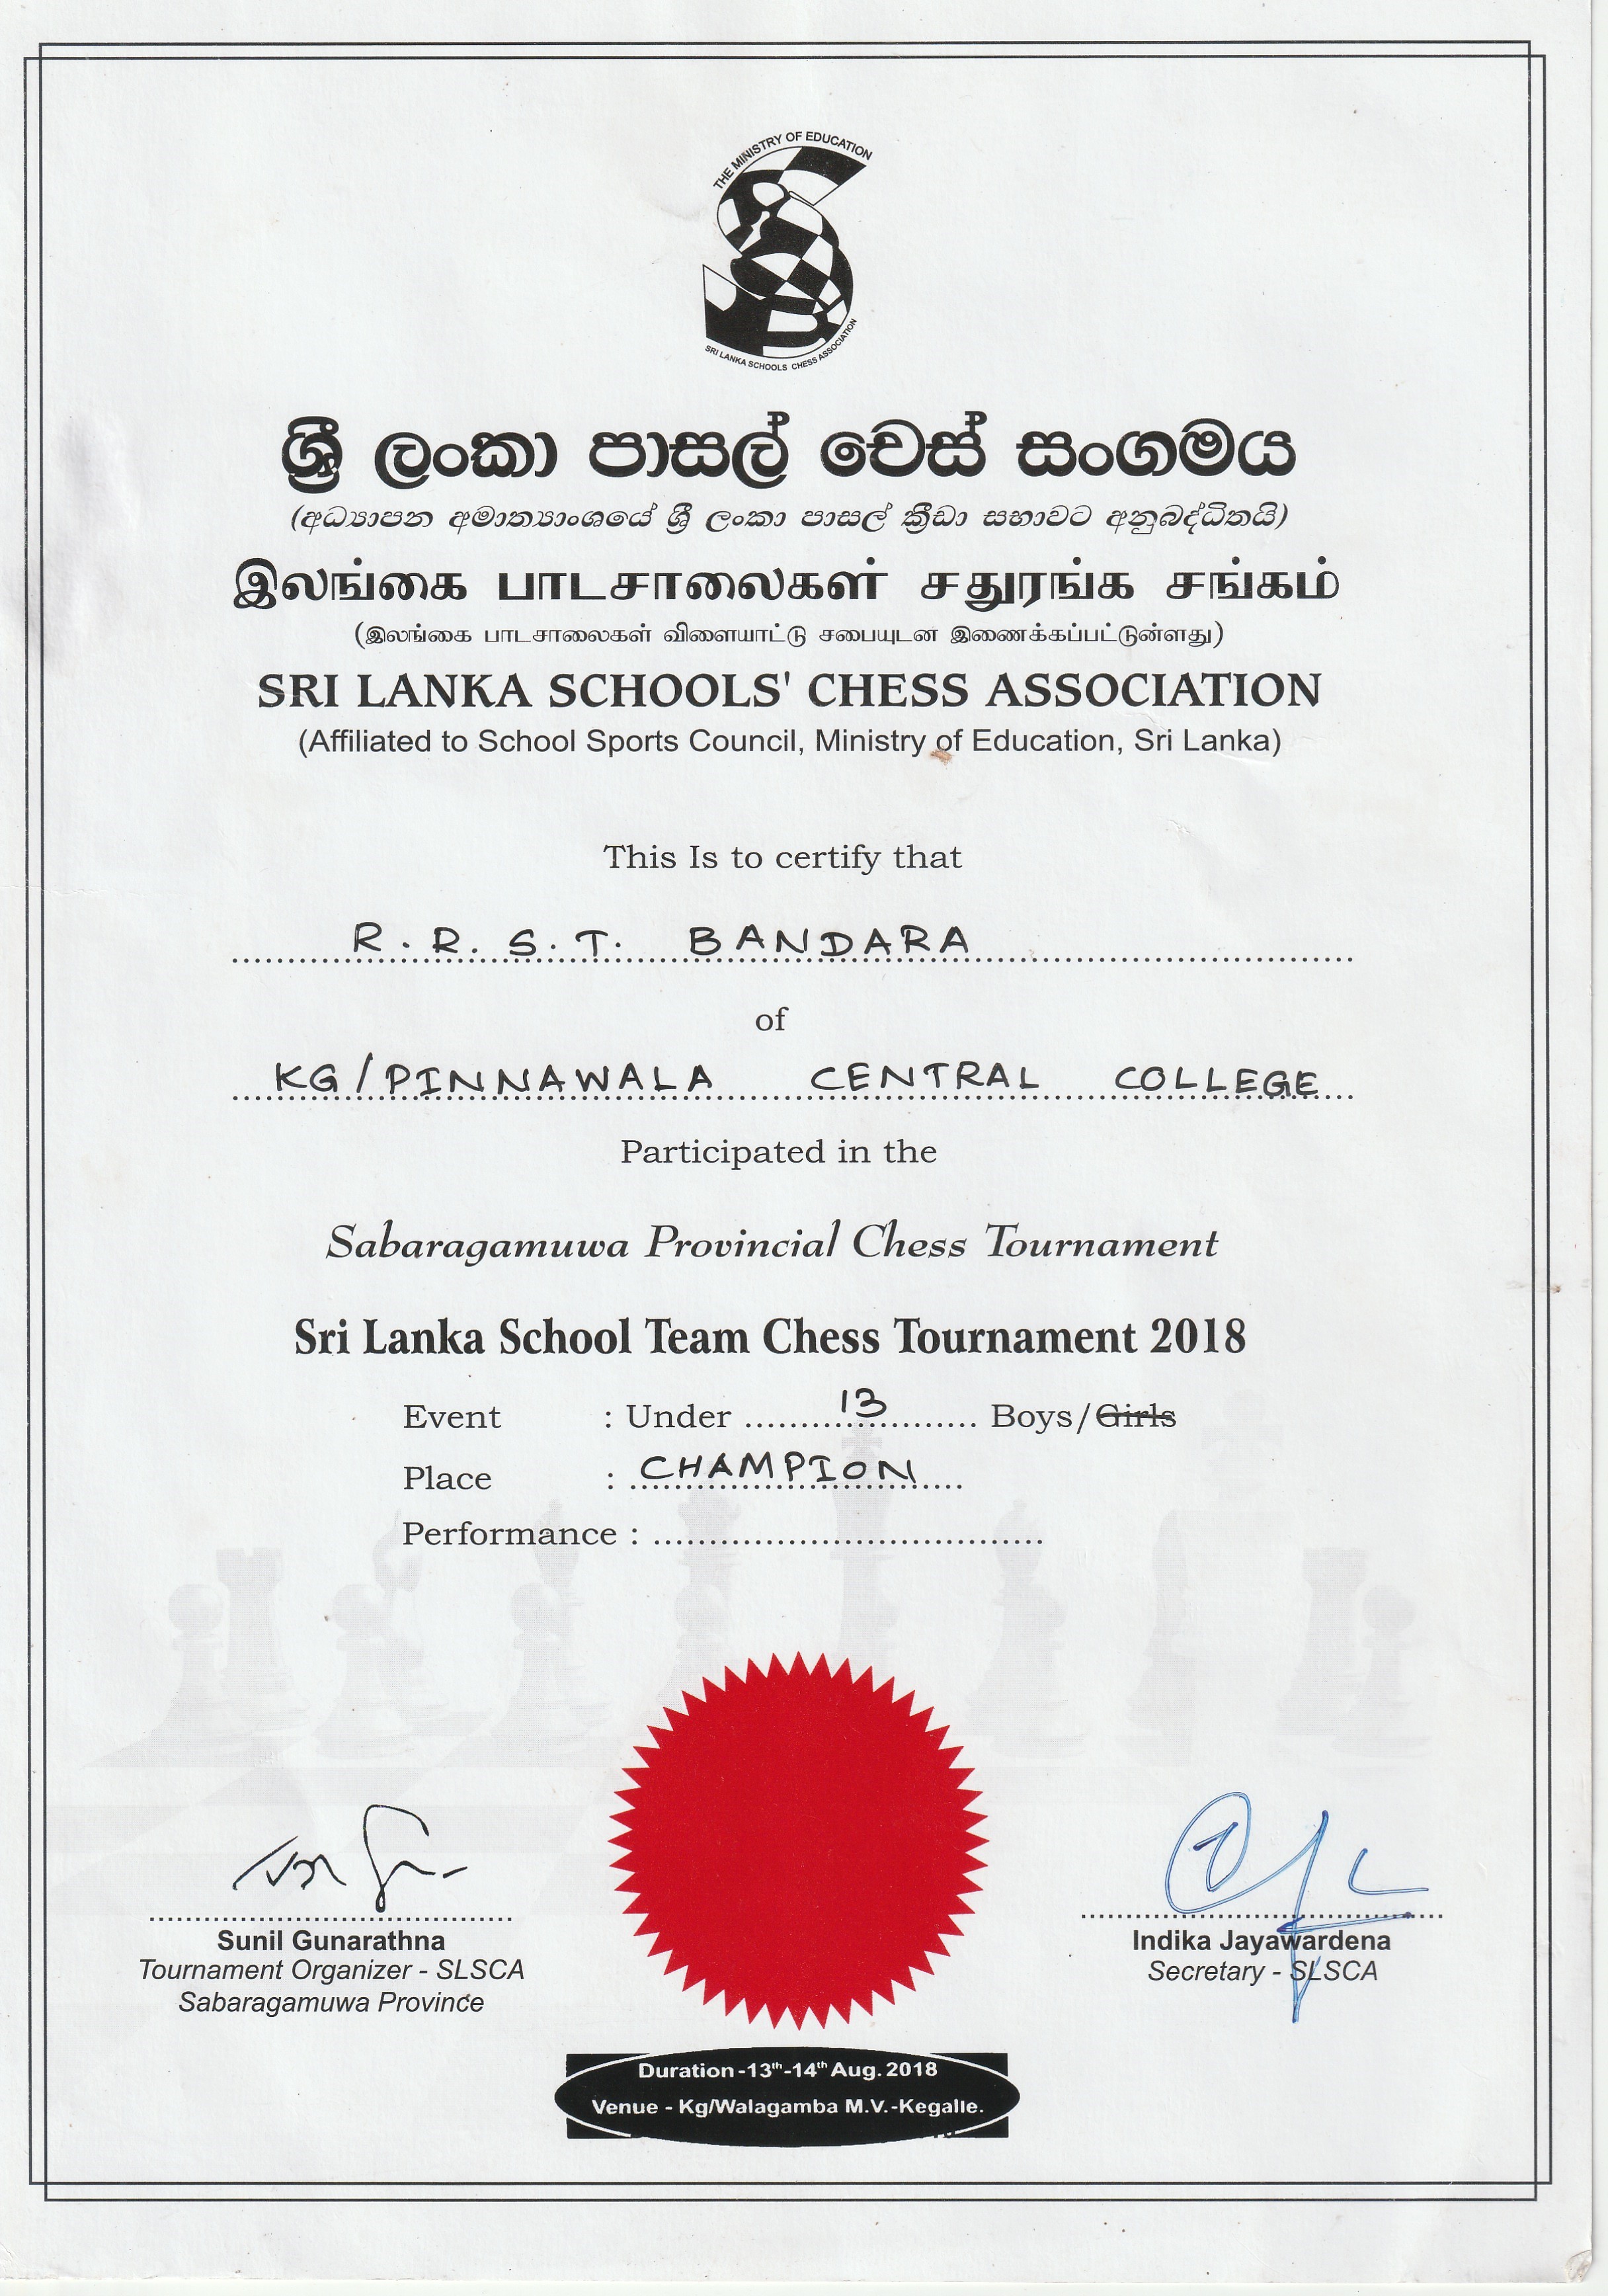 THE MINISTRY OF EDUCATION
SRI LANKA SCHOOLS CHESS ASSOCIATION
ශ්‍රී ලංකා පාසල් චෙස් සංගමය
(අධ්‍යාපන අමාත්‍යාංශයේ ශ්‍රී ලංකා පාසල් ක්‍රීඩා සභාවට අනුබද්ධිතයි)
இலங்கை பாடசாலைகள் சதுரங்க சங்கம்
(இலங்கை பாடசாலைகள் விளையாட்டு சபையுடன இணைக்கப்பட்டுன்ளது)
SRI LANKA SCHOOLS' CHESS ASSOCIATION
(Affiliated to School Sports Council, Ministry of Education, Sri Lanka)
This Is to certify that
R. R. S. T. BANDARA
of
KG/PINNAWALA CENTRAL COLLEGE
Participated in the
Sabaragamuwa Provincial Chess Tournament
Sri Lanka School Team Chess Tournament 2018
Event : Under 13 Boys/Girls
Place : CHAMPION
Performance :
Sunil Gunarathna
Tournament Organizer - SLSCA
Sabaragamuwa Province
Indika Jayawardena
Secretary - SLSCA
Duration -13th-14th Aug. 2018
Venue - Kg/Walagamba M.V.-Kegalle.